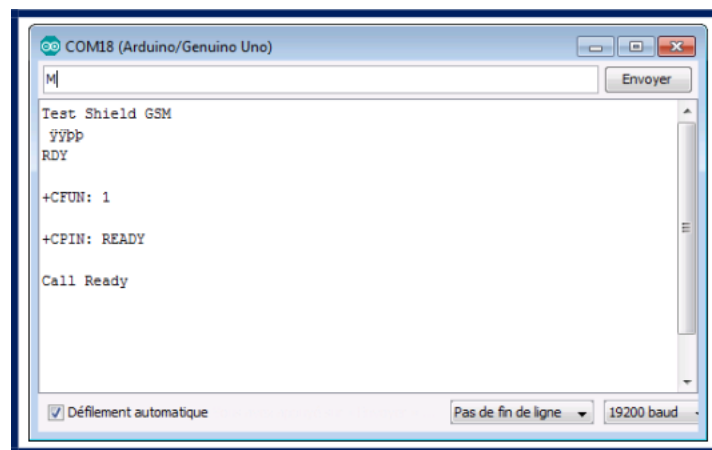 COM18 (Arduino/Genuino Uno)
M
Envoyer
Test Shield GSM
ÿÿþþ
RDY
+CFUN: 1
+CPIN: READY
Call Ready
Défilement automatique
Pas de fin de ligne
19200 baud